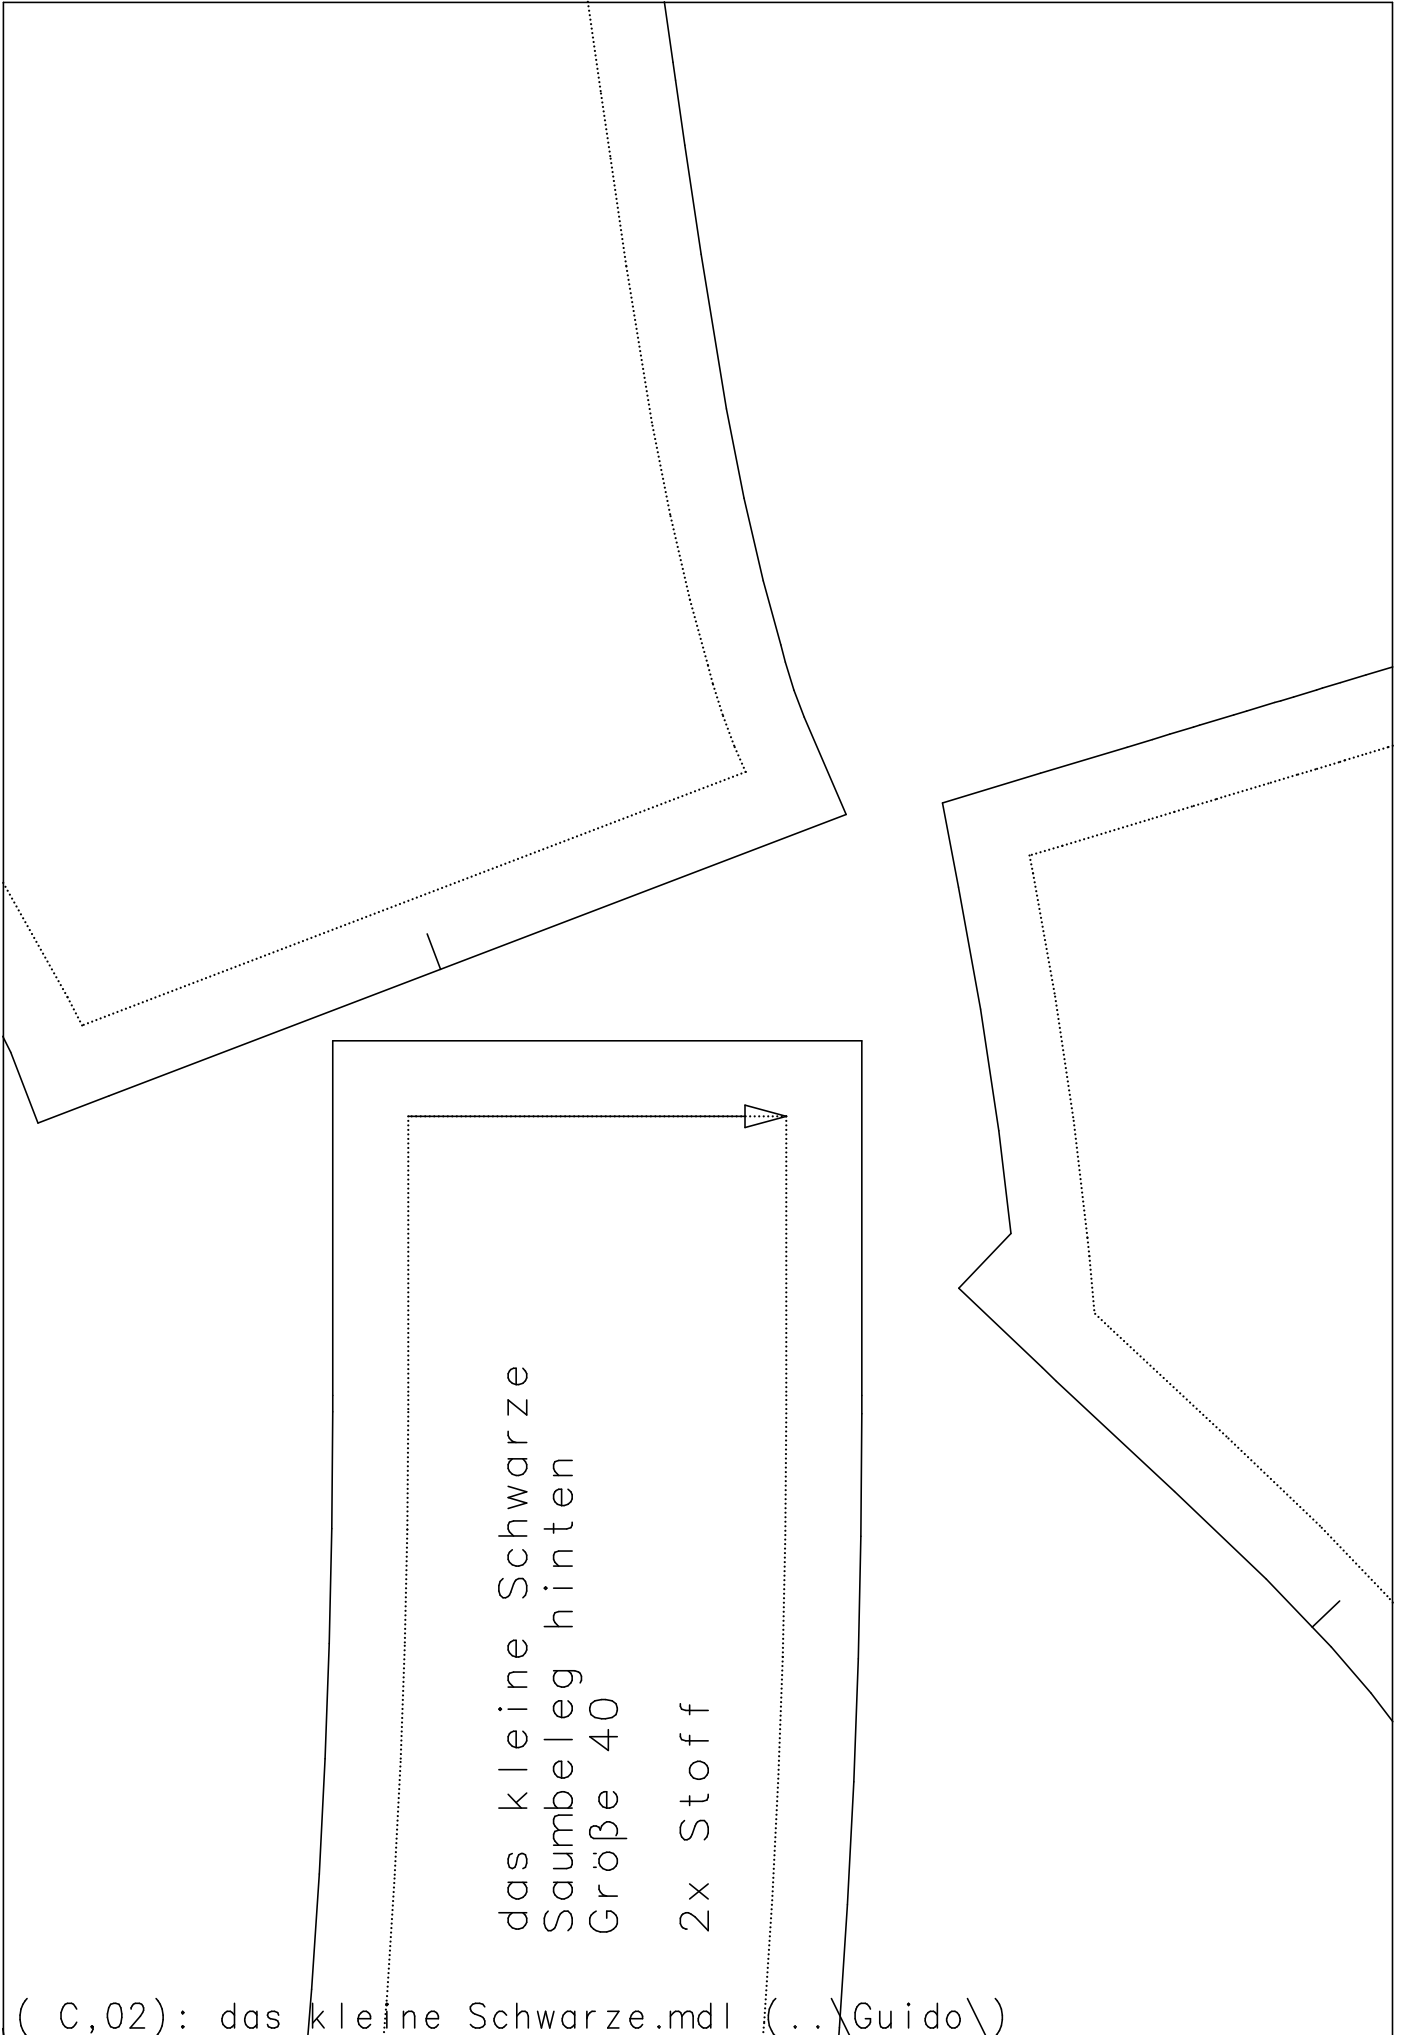 das kleine Schwarze
Saumbeleg hinten
Größe 40
2x Stoff
( C,02): das kleine Schwarze.mdl (..\Guido\)